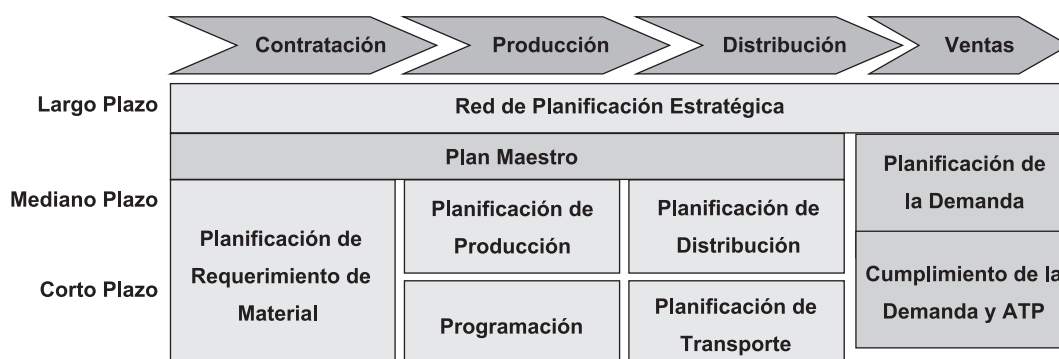 Contratación
Producción
Distribución
Ventas
Largo Plazo
Red de Planificación Estratégica
Plan Maestro
Mediano Plazo
Corto Plazo
Planificación de
Requerimiento de
Material
Planificación de
Producción
Programación
Planificación de
Distribución
Planificación de
Transporte
Planificación de
la Demanda
Cumplimiento de la
Demanda y ATP